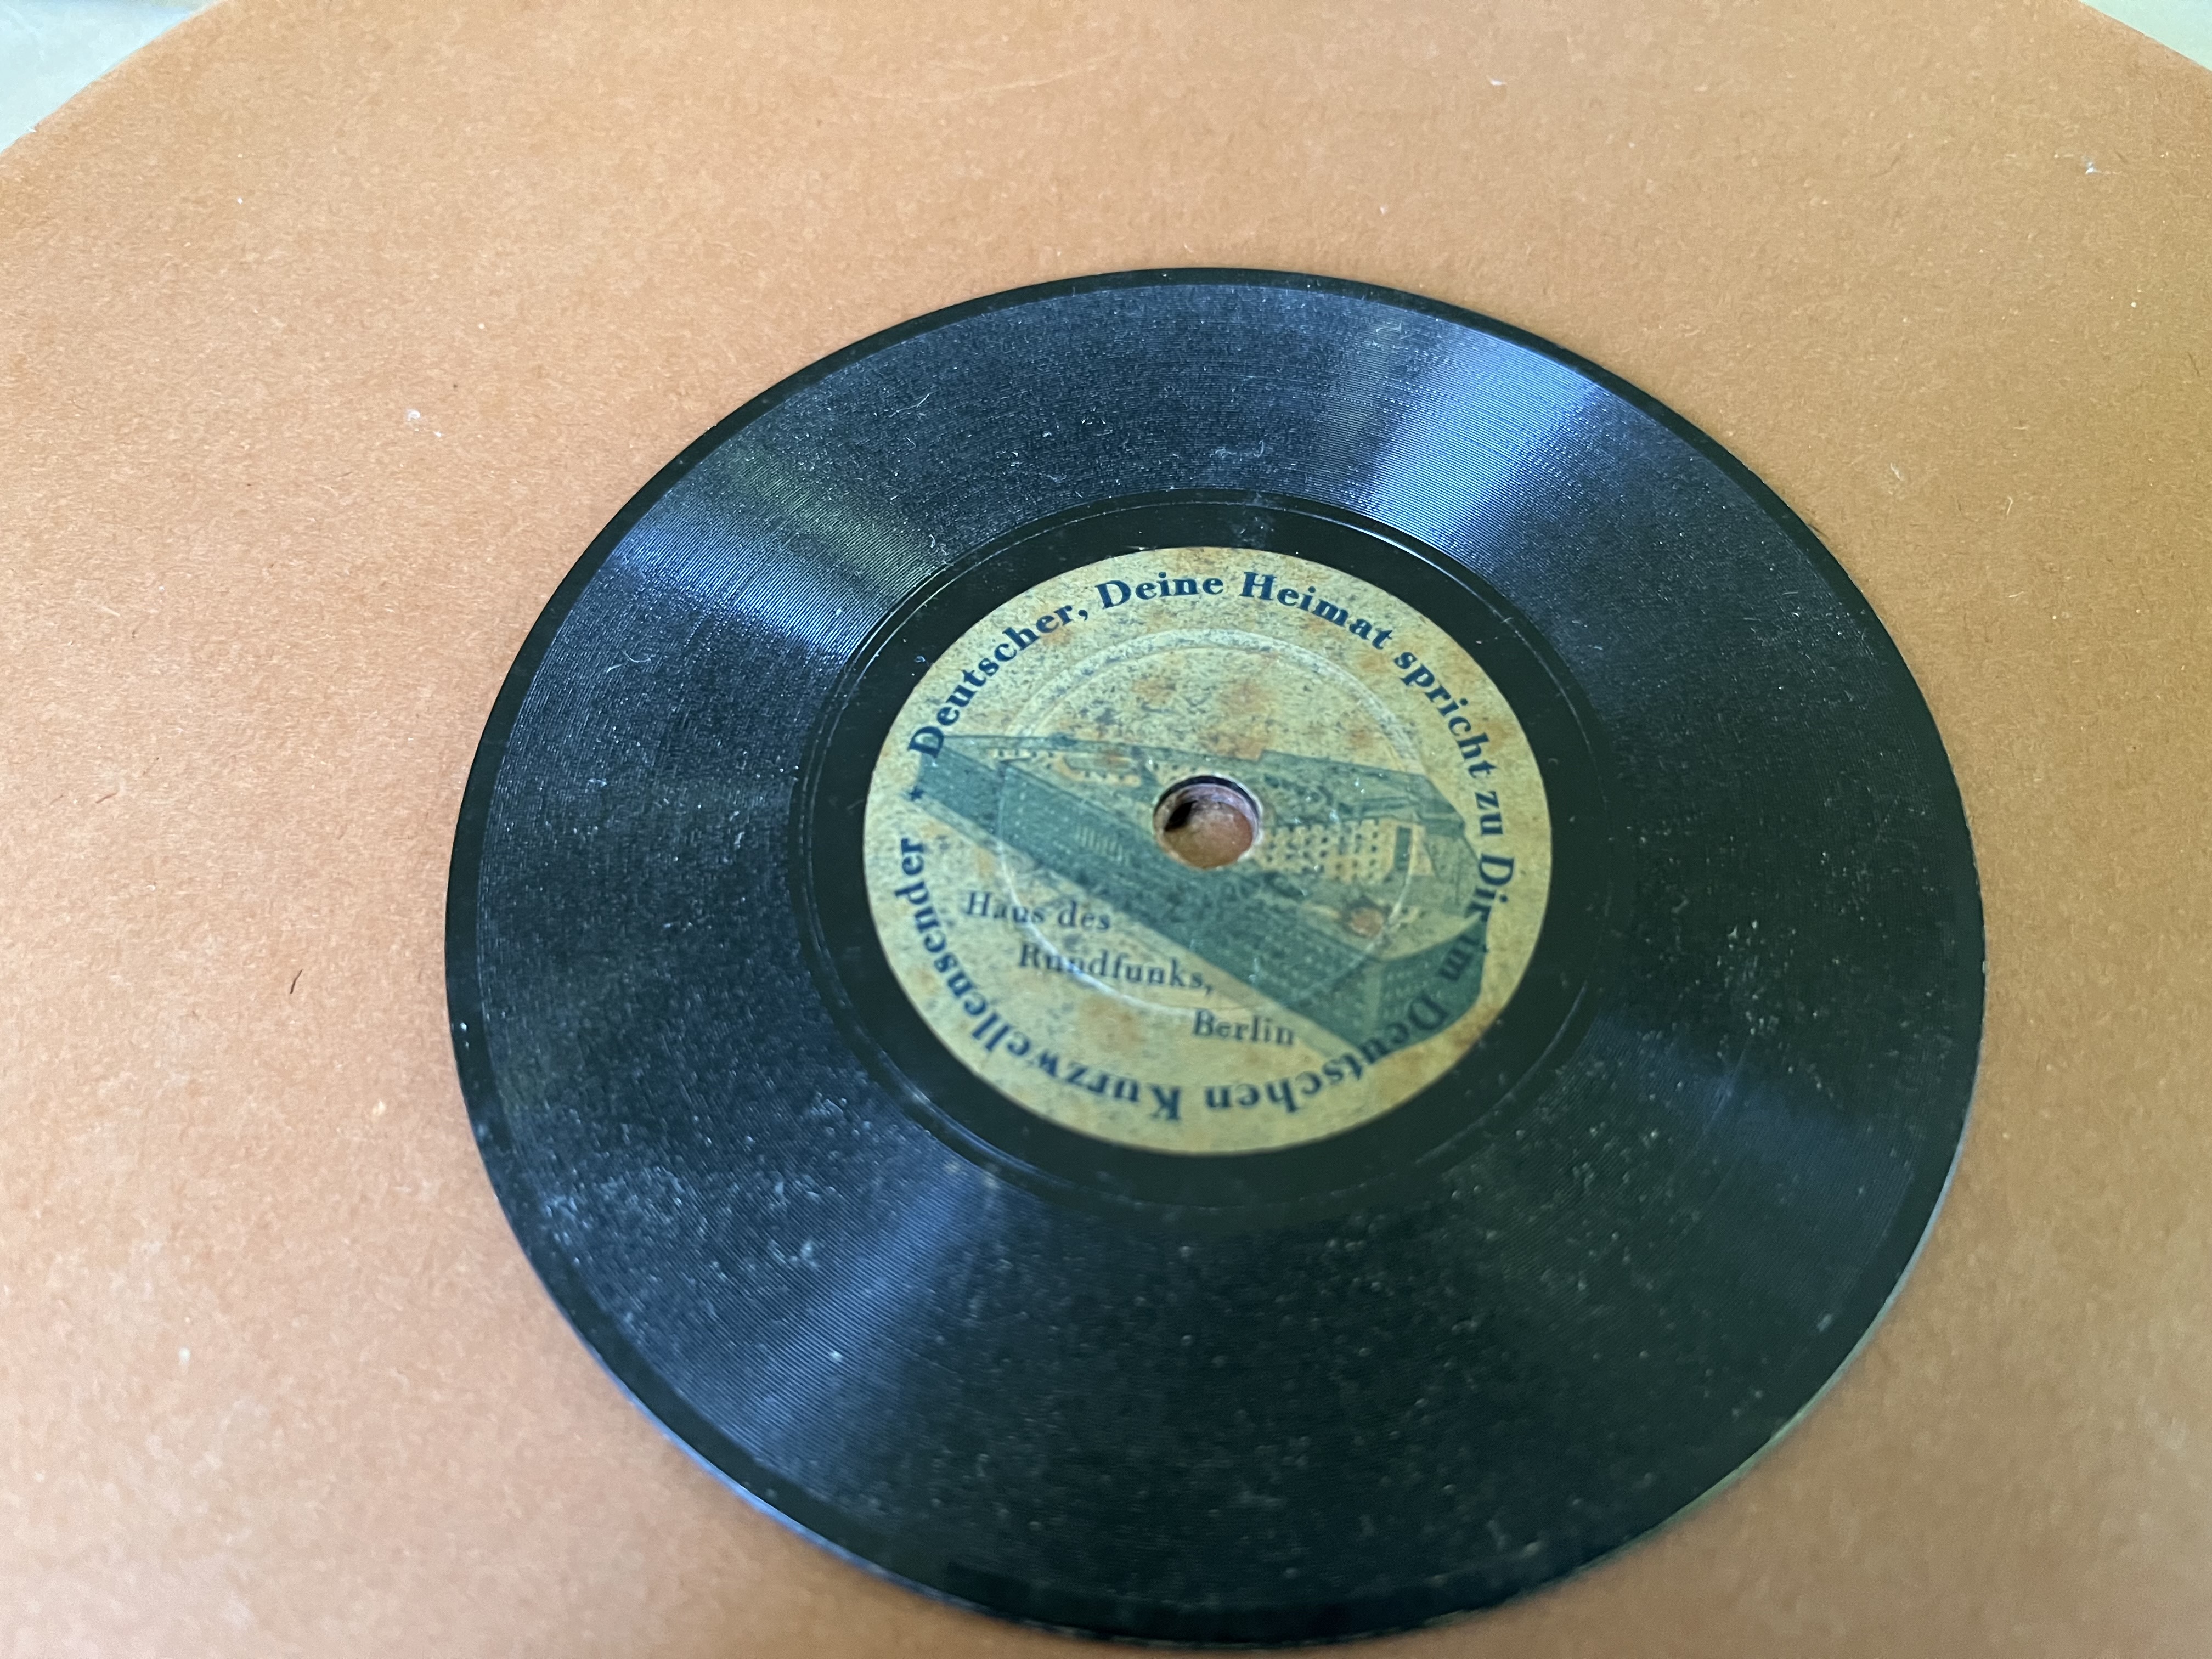 * Deutscher, Deine Heimat spricht zu Dir im Deutschen Kurzwellensender
Haus des
Rundfunks,
Berlin